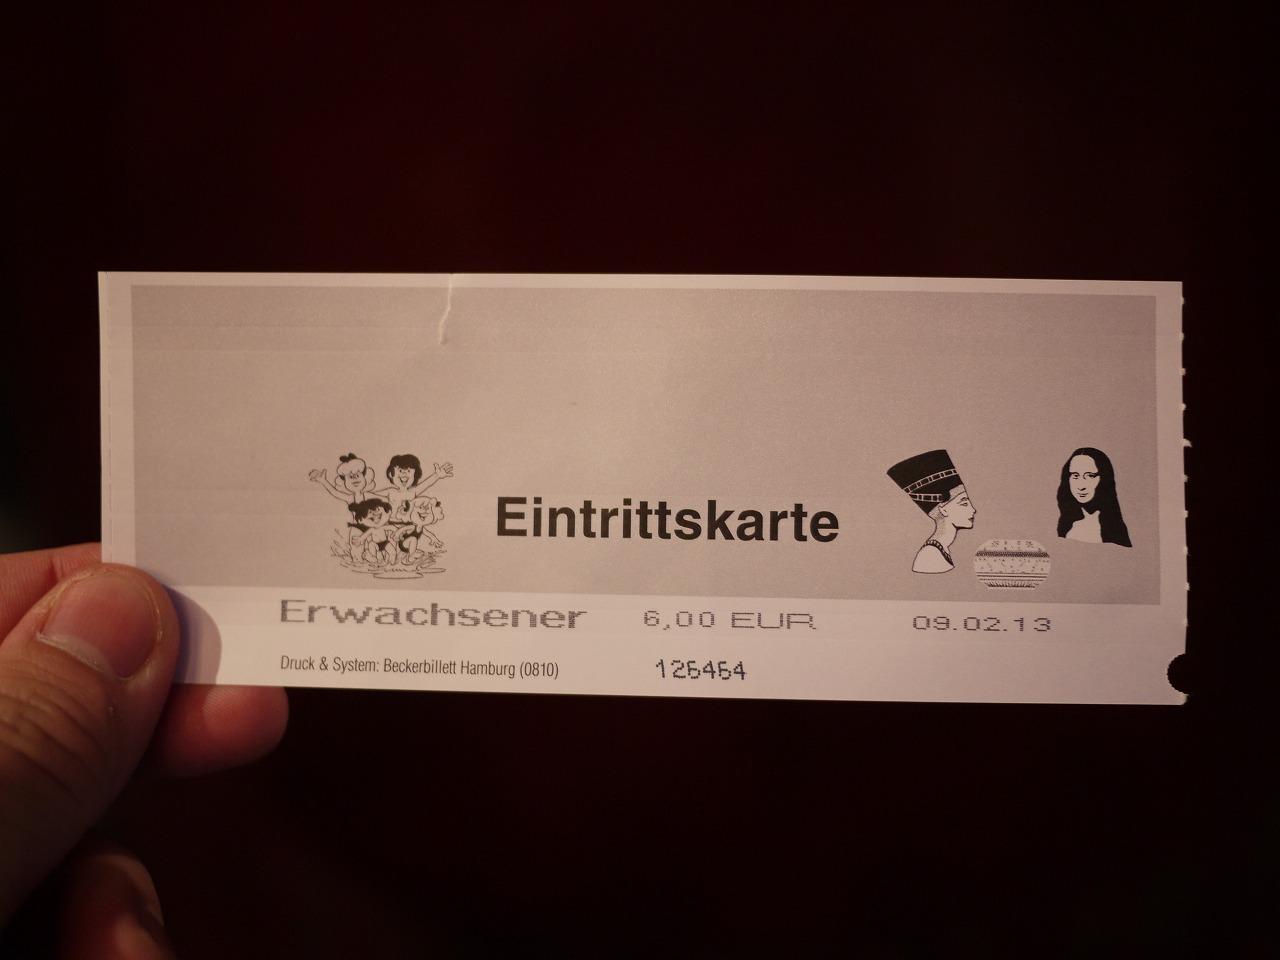 Eintrittskarte
Erwachsener 6,00 EUR 09.02.13
Druck & System: Beckerbillett Hamburg (0810) 126464